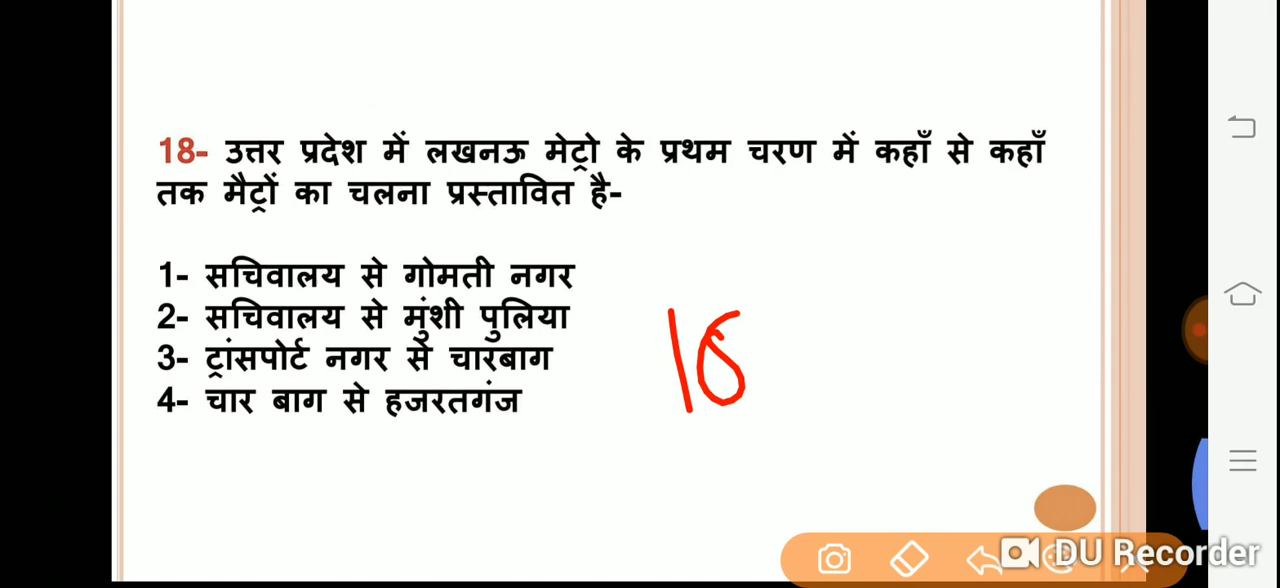 18- उत्तर प्रदेश में लखनऊ मेट्रो के प्रथम चरण में कहाँ से कहाँ
तक मैट्रों का चलना प्रस्तावित है-
1- सचिवालय से गोमती नगर
2- सचिवालय से मुंशी पुलिया
3- ट्रांसपोर्ट नगर से चारबाग
4- चार बाग से हजरतगंज
18
DU Recorder